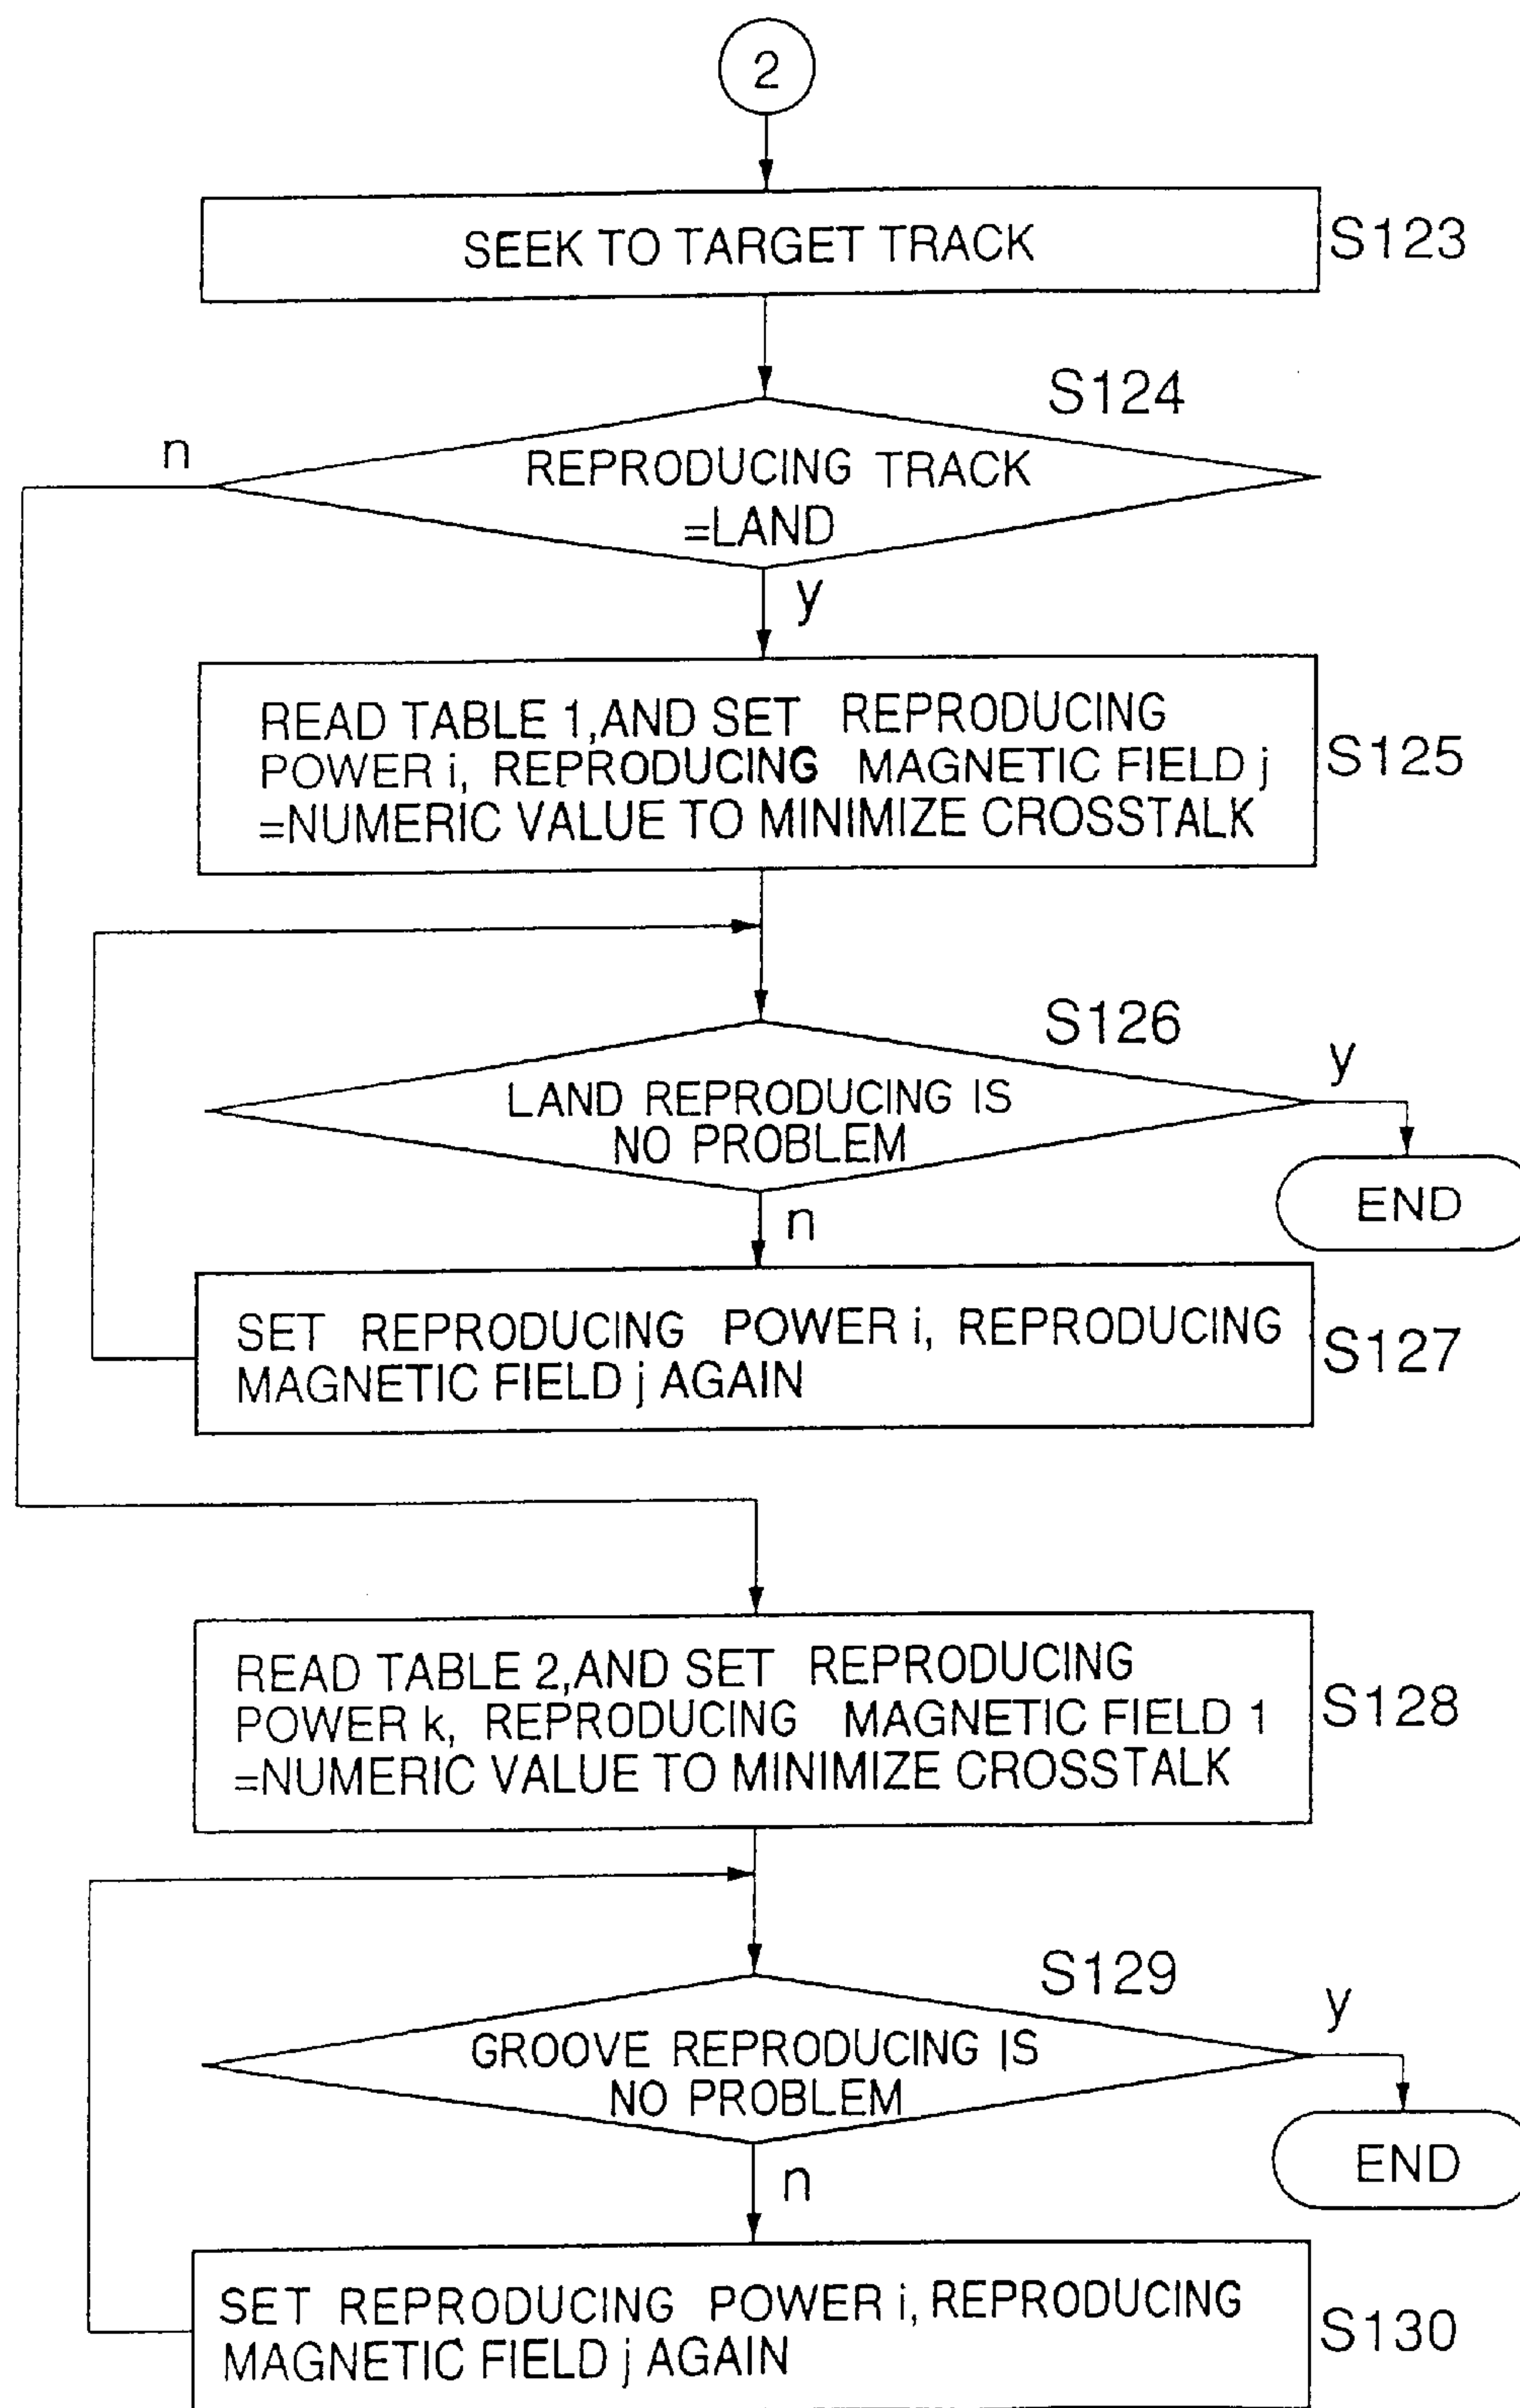 2
SEEK TO TARGET TRACK
S123
S124
n
REPRODUCING TRACK
=LAND
y
READ TABLE 1,AND SET REPRODUCING
POWER i, REPRODUCING MAGNETIC FIELD j
=NUMERIC VALUE TO MINIMIZE CROSSTALK
S125
S126
y
LAND REPRODUCING IS
NO PROBLEM
END
n
SET REPRODUCING POWER i, REPRODUCING
MAGNETIC FIELD j AGAIN
S127
READ TABLE 2,AND SET REPRODUCING
POWER k, REPRODUCING MAGNETIC FIELD 1
=NUMERIC VALUE TO MINIMIZE CROSSTALK
S128
S129
y
GROOVE REPRODUCING IS
NO PROBLEM
END
n
SET REPRODUCING POWER i, REPRODUCING
MAGNETIC FIELD j AGAIN
S130